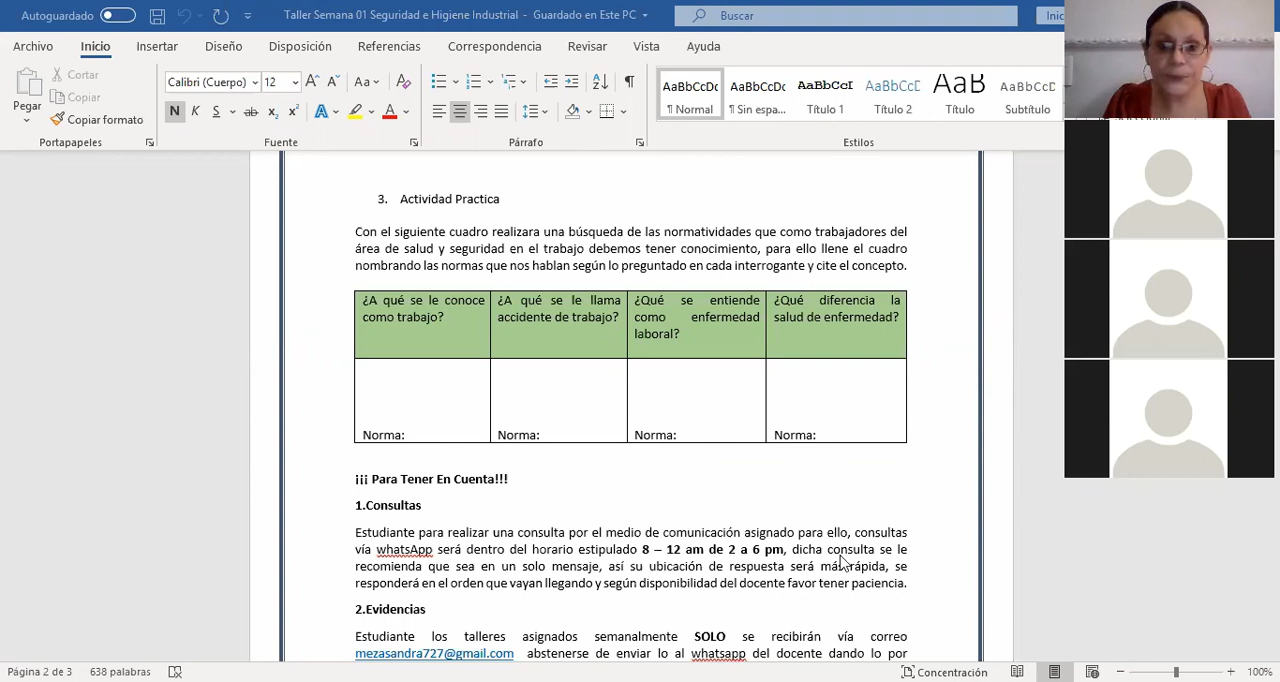 Autoguardado
Taller Semana 01 Seguridad e Higiene Industrial - Guardado en Este PC
Buscar
Inic
Archivo Inicio Insertar Diseño Disposición Referencias Correspondencia Revisar Vista Ayuda
Pegar
Cortar
Copiar
Copiar formato
Portapapeles
Calibri (Cuerpo) 12
N K S ab x₂ x²
Fuente
Párrafo
AaBbCcDc AaBbCcDc AaBbCcI AaBbCcD AaB AaBbCcD
¶ Normal ¶ Sin espa... Título 1 Título 2 Título Subtítulo
Estilos
3. Actividad Practica
Con el siguiente cuadro realizara una búsqueda de las normatividades que como trabajadores del
área de salud y seguridad en el trabajo debemos tener conocimiento, para ello llene el cuadro
nombrando las normas que nos hablan según lo preguntado en cada interrogante y cite el concepto.
¿A qué se le conoce
como trabajo?
¿A qué se le llama
accidente de trabajo?
¿Qué se entiende
como enfermedad
laboral?
¿Qué diferencia la
salud de enfermedad?
Norma: Norma: Norma: Norma:
¡¡¡ Para Tener En Cuenta!!!
1.Consultas
Estudiante para realizar una consulta por el medio de comunicación asignado para ello, consultas
vía whatsApp será dentro del horario estipulado 8 – 12 am de 2 a 6 pm, dicha consulta se le
recomienda que sea en un solo mensaje, así su ubicación de respuesta será más rápida, se
responderá en el orden que vayan llegando y según disponibilidad del docente favor tener paciencia.
2.Evidencias
Estudiante los talleres asignados semanalmente SOLO se recibirán vía correo
mezasandra727@gmail.com abstenerse de enviar lo al whatsapp del docente dando lo por
Página 2 de 3 638 palabras
Concentración
100%